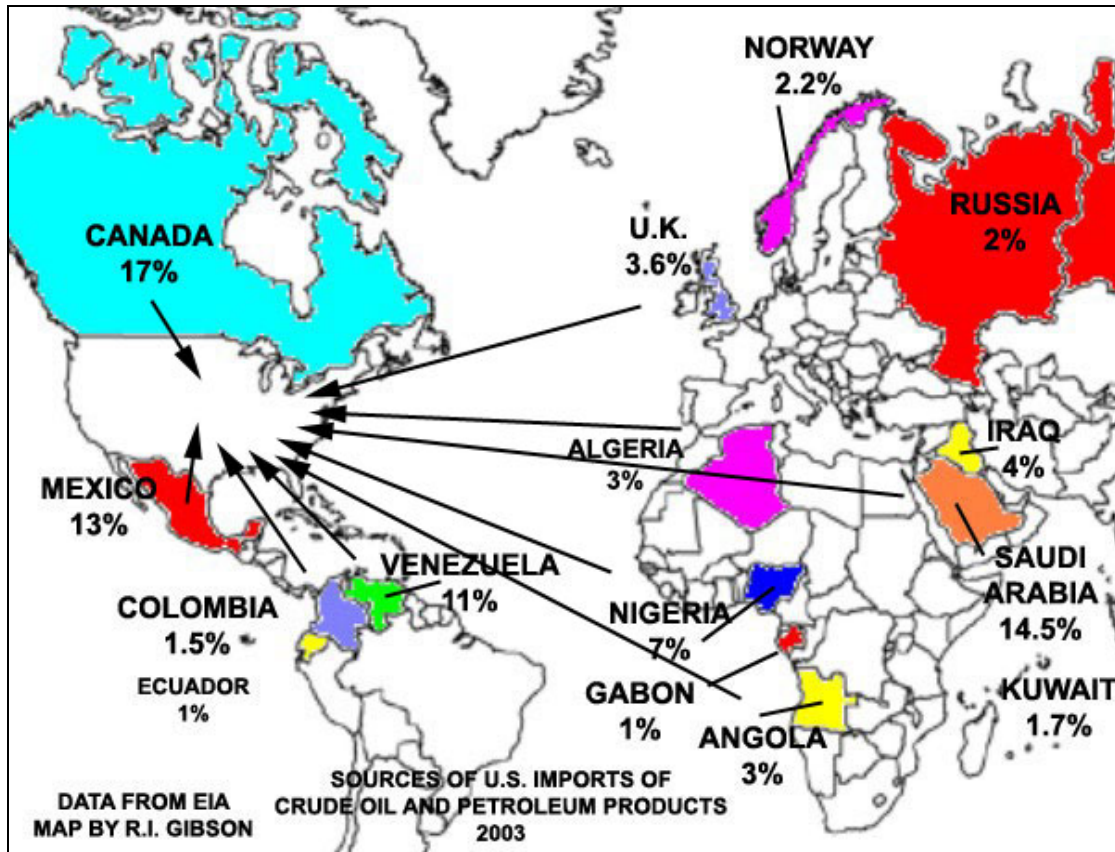 NORWAY
2.2%
RUSSIA
2%
U.K.
3.6%
CANADA
17%
ALGERIA
3%
IRAQ
4%
MEXICO
13%
SAUDI
ARABIA
14.5%
VENEZUELA
11%
COLOMBIA
1.5%
NIGERIA
7%
ECUADOR
1%
GABON
1%
KUWAIT
1.7%
ANGOLA
3%
SOURCES OF U.S. IMPORTS OF
CRUDE OIL AND PETROLEUM PRODUCTS
2003
DATA FROM EIA
MAP BY R.I. GIBSON